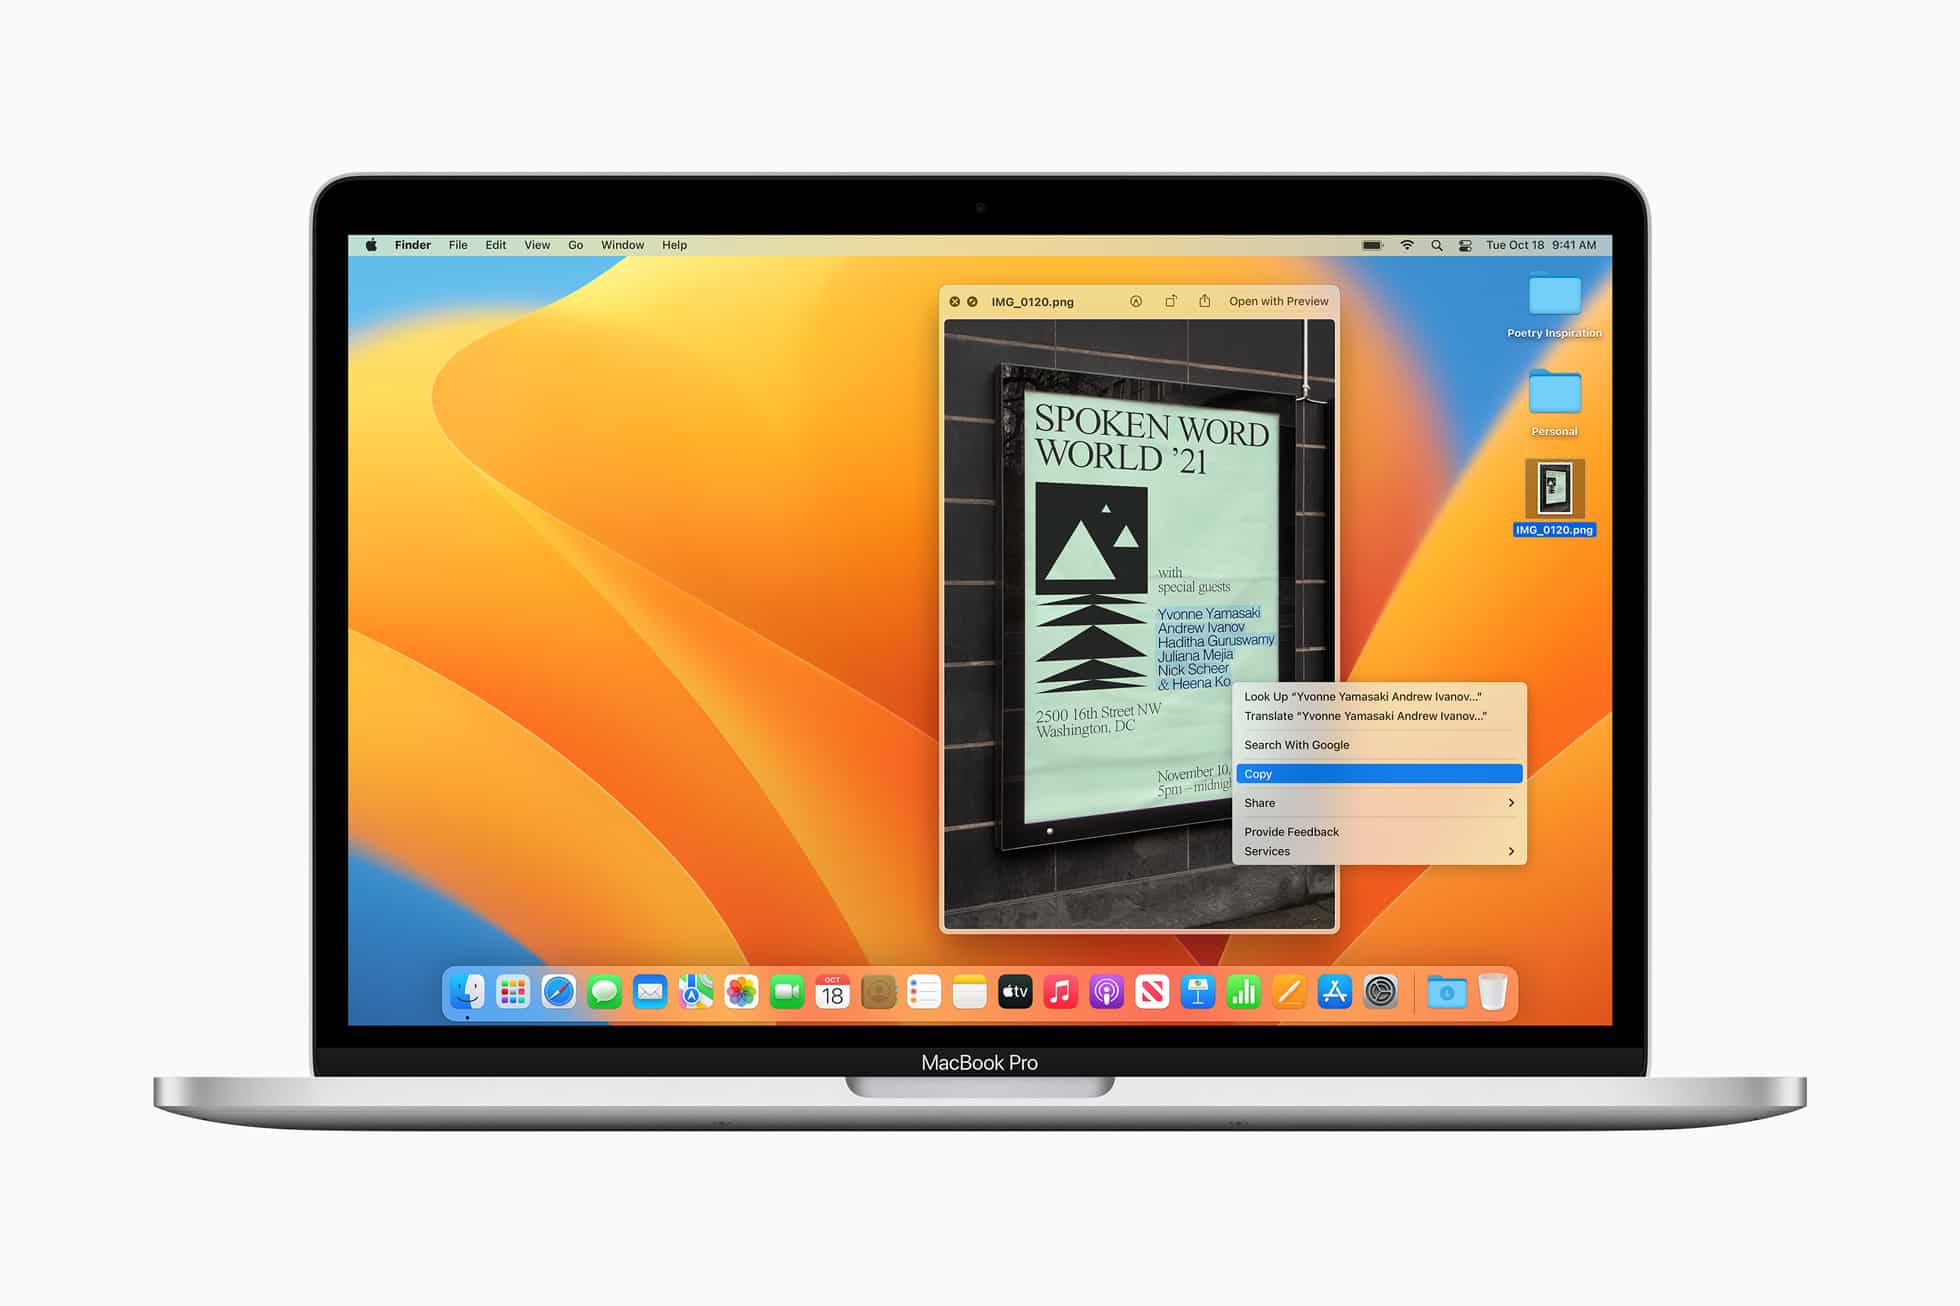 Finder File Edit View Go Window Help
Tue Oct 18 9:41 AM
IMG_0120.png
Open with Preview
Poetry Inspiration
Personal
IMG_0120.png
SPOKEN WORD
WORLD ’21
with
special guests
Yvonne Yamasaki
Andrew Ivanov
Haditha Guruswamy
Juliana Mejia
Nick Scheer
& Heena Ko
2500 16th Street NW
Washington, DC
November 10,
5pm – midnigh
Look Up “Yvonne Yamasaki Andrew Ivanov...”
Translate “Yvonne Yamasaki Andrew Ivanov...”
Search With Google
Copy
Share
Provide Feedback
Services
OCT
18
tv
MacBook Pro